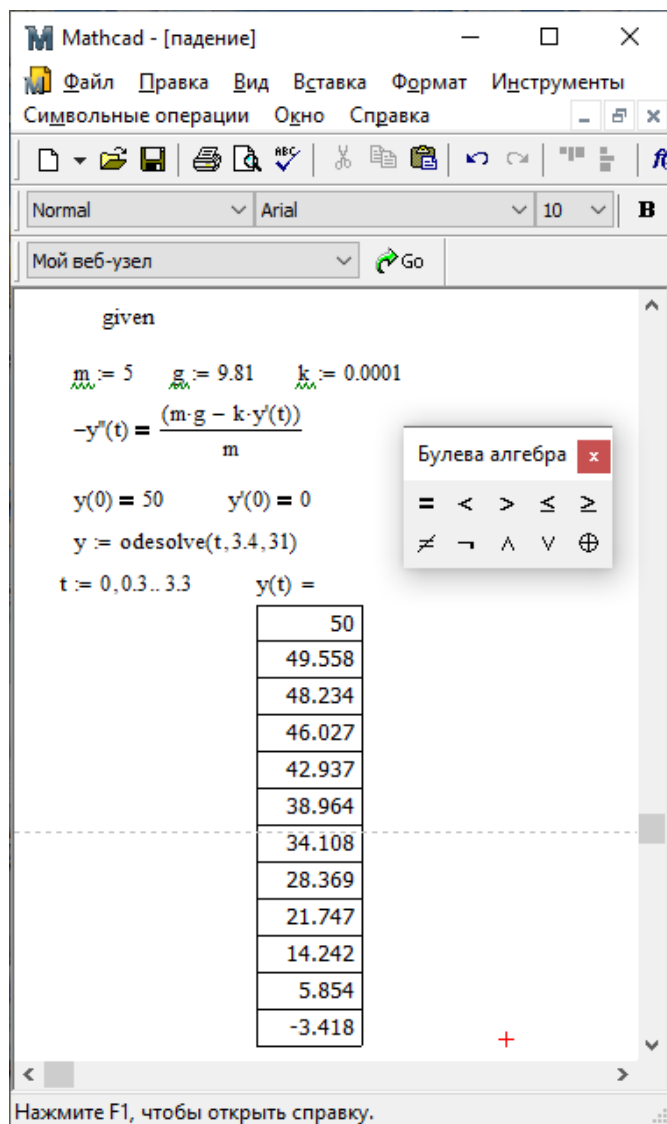 Mathcad - [падение]
Файл Правка Вид Вставка Формат Инструменты
Символьные операции Окно Справка
Normal Arial 10 B
Мой веб-узел Go
given
m := 5 g := 9.81 k := 0.0001
-y''(t) = (m·g - k·y'(t))
m
Булева алгебра x
= < > ≤ ≥
≠ ¬ ∧ ∨ ⊕
y(0) = 50 y'(0) = 0
y := odesolve(t,3.4,31)
t := 0,0.3.. 3.3 y(t) =
50
49.558
48.234
46.027
42.937
38.964
34.108
28.369
21.747
14.242
5.854
-3.418
Нажмите F1, чтобы открыть справку.